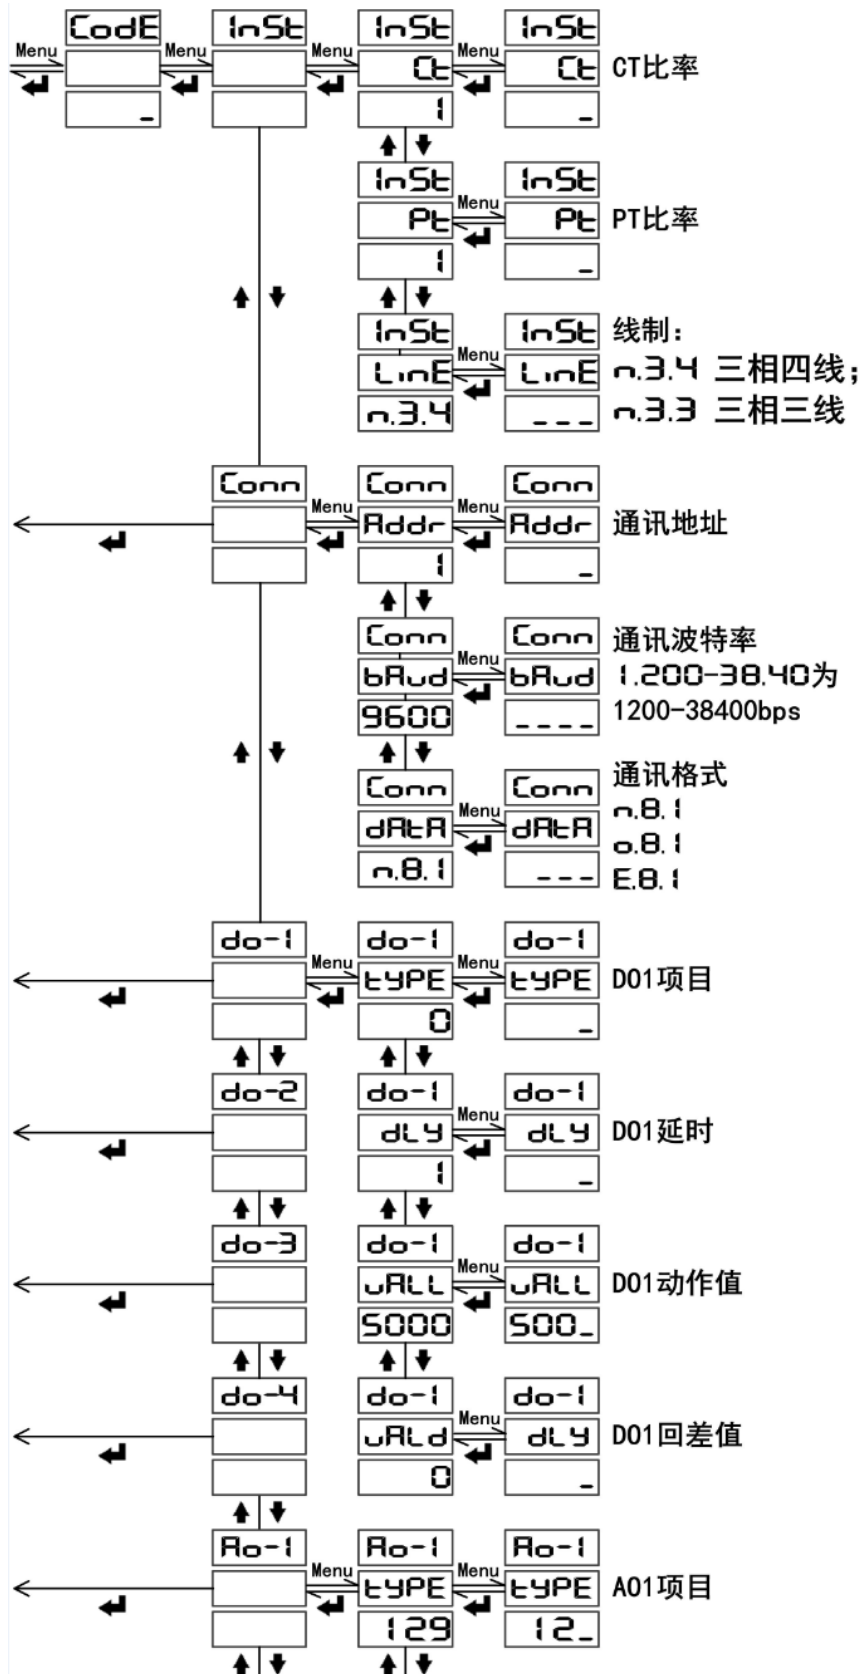 CodE InSt InSt InSt
Menu Menu Menu Menu
Ct Ct CT比率
_ 1 _
InSt InSt
Menu
Pt Pt PT比率
1 _
InSt InSt 线制:
Menu
LinE LinE n.3.4 三相四线;
n.3.4 _ _ _ n.3.3 三相三线
Conn Conn Conn
Menu Menu
Addr Addr 通讯地址
1 _
Conn Conn 通讯波特率
Menu
bAud bAud 1.200-38.40为
9600 _ _ _ _ 1200-38400bps
Conn Conn 通讯格式
Menu
dAtA dAtA n.8.1
o.8.1
n.8.1 _ _ _ E.8.1
do-1 do-1 do-1
Menu Menu
tYPE tYPE DO1项目
0 _
do-2 do-1 do-1
Menu
dLY dLY DO1延时
1 _
do-3 do-1 do-1
Menu
vALL vALL DO1动作值
5000 500_
do-4 do-1 do-1
Menu
vALd dLY DO1回差值
0 _
Ao-1 Ao-1 Ao-1
Menu Menu
tYPE tYPE AO1项目
129 12_